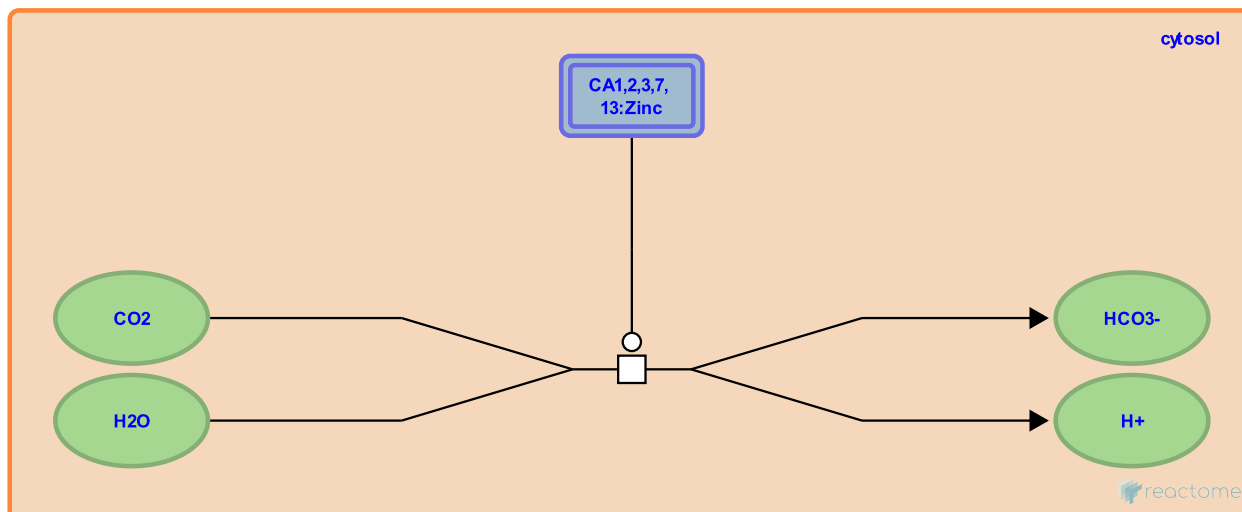 cytosol
CA1,2,3,7,
13:Zinc
CO2
HCO3-
H2O
H+
reactome